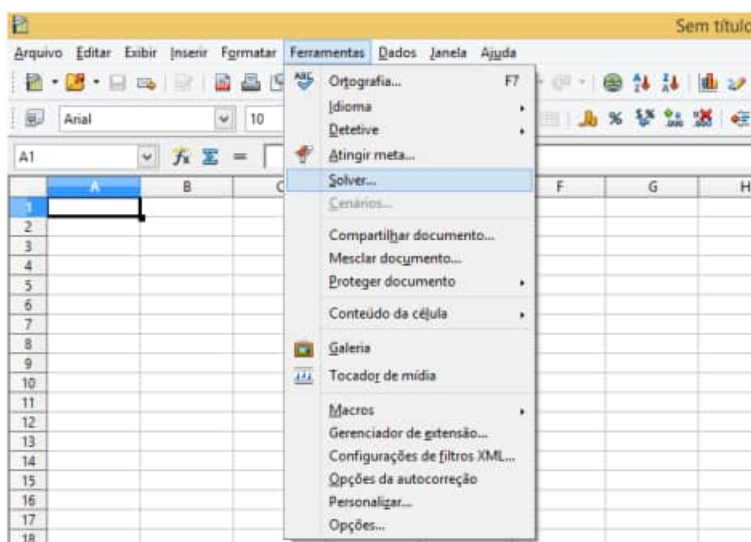 Sem título
Arquivo Editar Exibir Inserir Formatar Ferramentas Dados Janela Ajuda
Arial 10
A1
A B C F G H
1
2
3
4
5
6
7
8
9
10
11
12
13
14
15
16
17
18
Ortografia... F7
Idioma
Detetive
Atingir meta...
Solver...
Cenários...
Compartilhar documento...
Mesclar documento...
Proteger documento
Conteúdo da célula
Galeria
Tocador de mídia
Macros
Gerenciador de extensão...
Configurações de filtros XML...
Opções da autocorreção
Personalizar...
Opções...